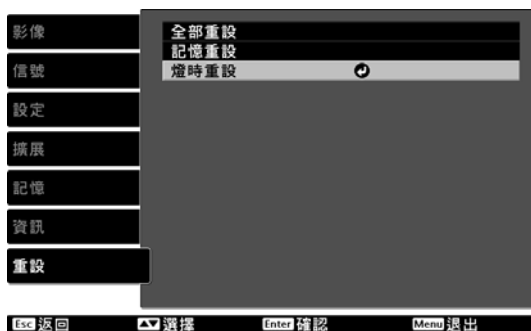 影像
信號
設定
擴展
記憶
資訊
重設
全部重設
記憶重設
燈時重設
Esc 返回 選擇 Enter 確認 Menu 退出